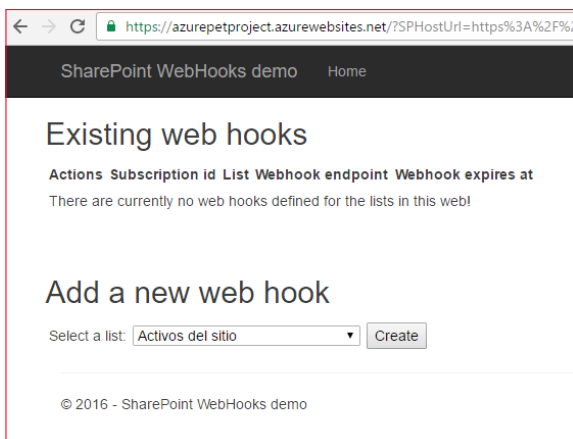 https://azurepetproject.azurewebsites.net/?SPHostUrl=https%3A%2F%2
SharePoint WebHooks demo Home
Existing web hooks
Actions Subscription id List Webhook endpoint Webhook expires at
There are currently no web hooks defined for the lists in this web!
Add a new web hook
Select a list: Activos del sitio Create
© 2016 - SharePoint WebHooks demo